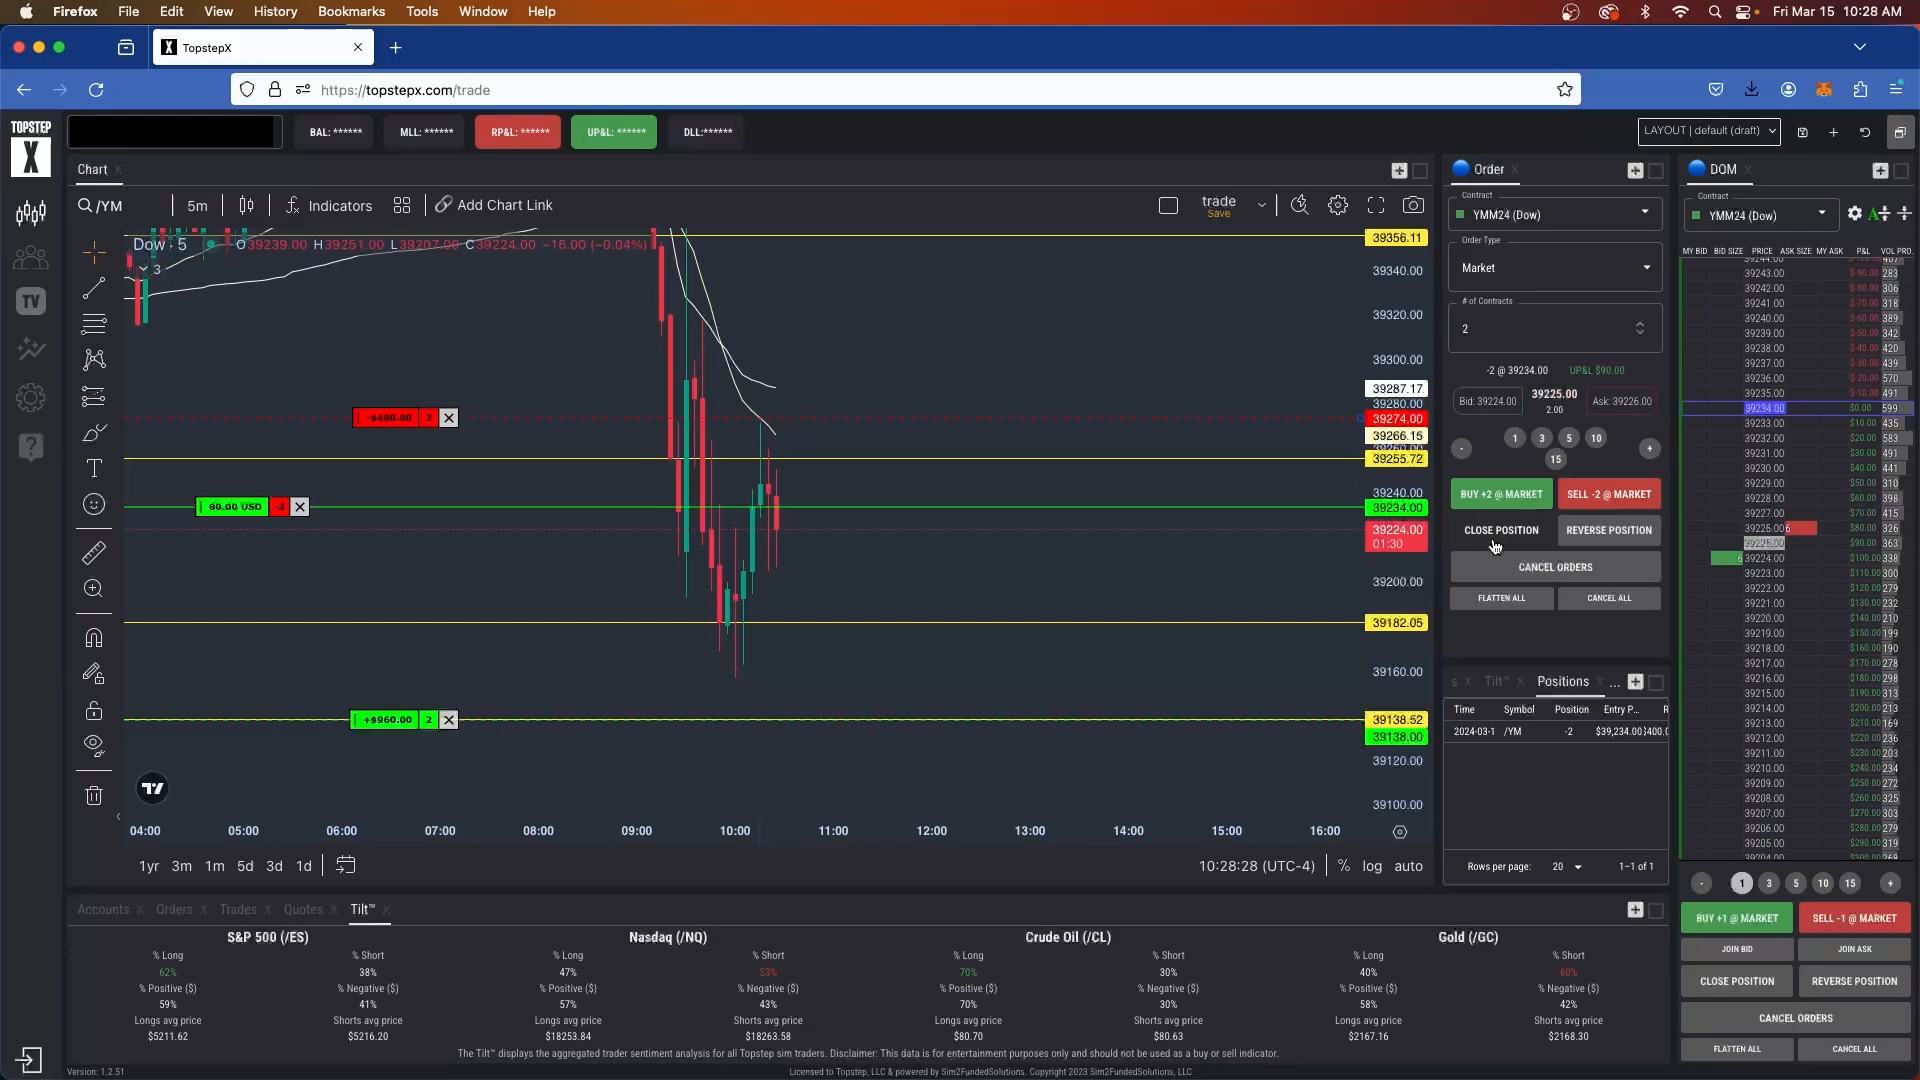 Firefox File Edit View History Bookmarks Tools Window Help Fri Mar 15 10:28 AM
TopstepX
https://topstepx.com/trade
TOPSTEP X
BAL: ****** MLL: ****** RP&L: ****** UP&L: ****** DLL:******
LAYOUT | default (draft)
Chart
/YM 5m Indicators Add Chart Link trade Save
Dow · 5 O39239.00 H39251.00 L39207.00 C39224.00 −16.00 (−0.04%)
3
39356.11
39340.00
39320.00
39300.00
39287.17
39280.00
39274.00
39266.15
39255.72
39240.00
39234.00
39224.00
01:30
39200.00
39182.05
39160.00
39138.52
39138.00
39120.00
39100.00
-$400.00 2
90.00 USD -2
+$960.00 2
TV
04:00 05:00 06:00 07:00 08:00 09:00 10:00 11:00 12:00 13:00 14:00 15:00 16:00
1yr 3m 1m 5d 3d 1d 10:28:28 (UTC-4) % log auto
Order
Contract
YMM24 (Dow)
Order Type
Market
# of Contracts
2
-2 @ 39234.00 UP&L $90.00
Bid: 39224.00 39225.00 Ask: 39226.00
2.00
- 1 3 5 10 +
15
BUY +2 @ MARKET SELL -2 @ MARKET
CLOSE POSITION REVERSE POSITION
CANCEL ORDERS
FLATTEN ALL CANCEL ALL
s Tilt™ Positions ...
Time Symbol Position Entry P... R
2024-03-1 /YM -2 $39,234.00 $400.0
Rows per page: 20 1–1 of 1
DOM
Contract
YMM24 (Dow)
MY BID BID SIZE PRICE ASK SIZE MY ASK P&L VOL PRO.
39243.00 $-90.00 283
39242.00 $-80.00 306
39241.00 $-70.00 318
39240.00 $-60.00 389
39239.00 $-50.00 342
39238.00 $-40.00 420
39237.00 $-30.00 439
39236.00 $-20.00 570
39235.00 $-10.00 491
39234.00 $0.00 599
39233.00 $10.00 435
39232.00 $20.00 583
39231.00 $30.00 491
39230.00 $40.00 441
39229.00 $50.00 310
39228.00 $60.00 398
39227.00 $70.00 415
39226.00 6 $80.00 326
39225.00 $90.00 363
6 39224.00 $100.00 338
39223.00 $110.00 300
39222.00 $120.00 279
39221.00 $130.00 232
39220.00 $140.00 210
39219.00 $150.00 199
39218.00 $160.00 190
39217.00 $170.00 278
39216.00 $180.00 298
39215.00 $190.00 313
39214.00 $200.00 213
39213.00 $210.00 169
39212.00 $220.00 236
39211.00 $230.00 203
39210.00 $240.00 234
39209.00 $250.00 272
39208.00 $260.00 325
39207.00 $270.00 303
39206.00 $280.00 279
39205.00 $290.00 319
- 1 3 5 10 15 +
BUY +1 @ MARKET SELL -1 @ MARKET
JOIN BID JOIN ASK
CLOSE POSITION REVERSE POSITION
CANCEL ORDERS
FLATTEN ALL CANCEL ALL
Accounts Orders Trades Quotes Tilt™
S&P 500 (/ES) Nasdaq (/NQ) Crude Oil (/CL) Gold (/GC)
% Long % Short % Long % Short % Long % Short % Long % Short
62% 38% 47% 53% 70% 30% 40% 60%
% Positive ($) % Negative ($) % Positive ($) % Negative ($) % Positive ($) % Negative ($) % Positive ($) % Negative ($)
59% 41% 57% 43% 70% 30% 58% 42%
Longs avg price Shorts avg price Longs avg price Shorts avg price Longs avg price Shorts avg price Longs avg price Shorts avg price
$5211.62 $5216.20 $18253.84 $18263.58 $80.70 $80.63 $2167.16 $2168.30
The Tilt™ displays the aggregated trader sentiment analysis for all Topstep sim traders. Disclaimer: This data is for entertainment purposes only and should not be used as a buy or sell indicator.
Version: 1.2.51 Licensed to Topstep, LLC & powered by Sim2FundedSolutions. Copyright 2023 Sim2FundedSolutions, LLC